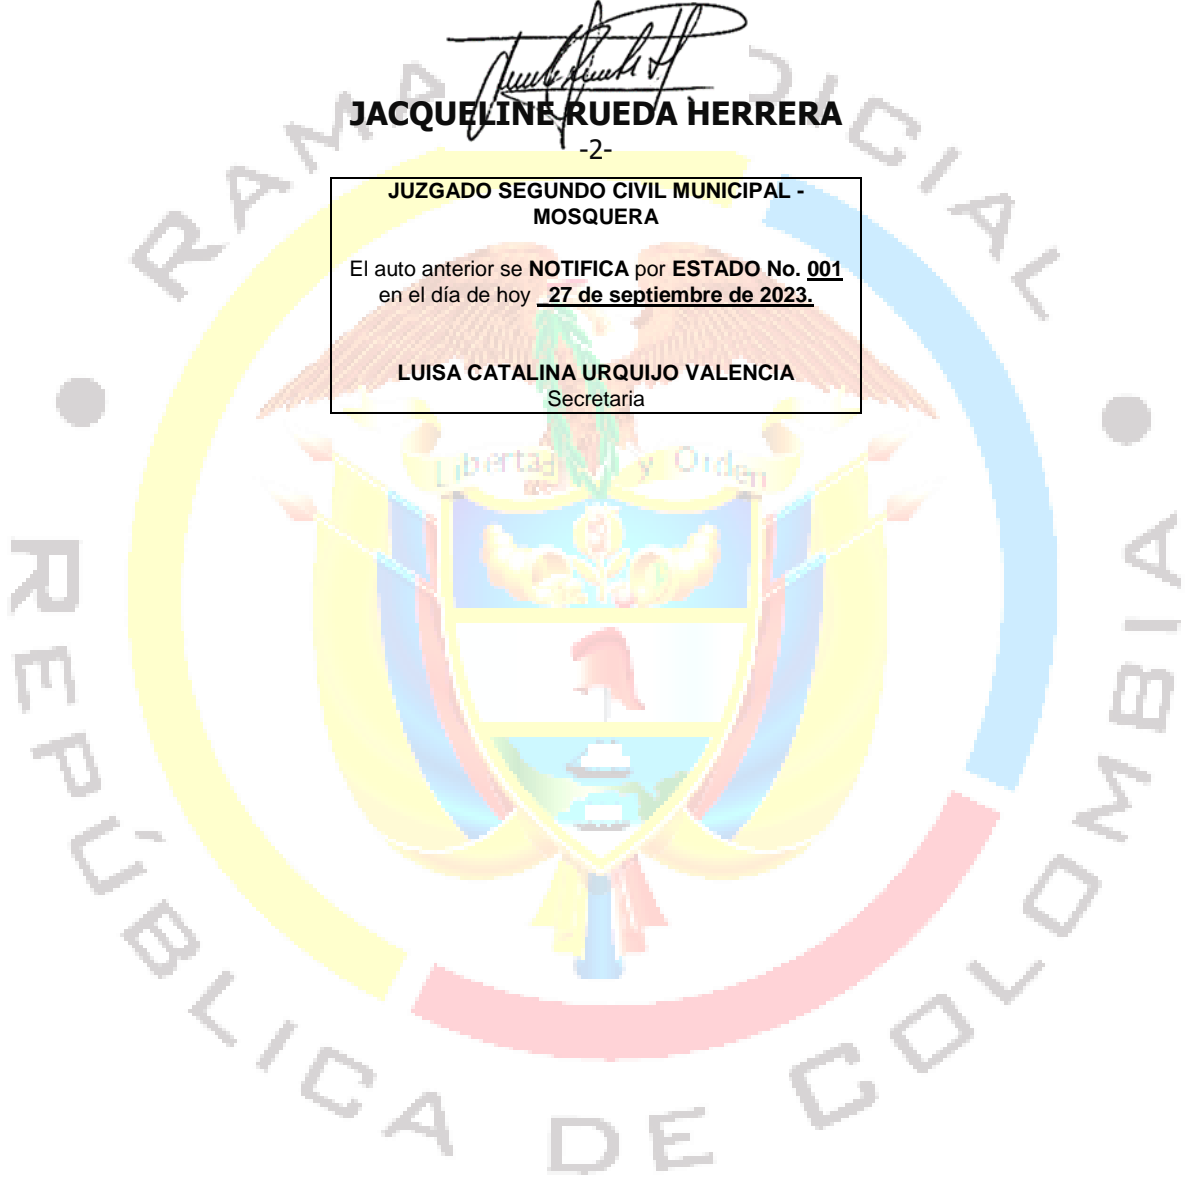 JACQUELINE RUEDA HERRERA
-2-
JUZGADO SEGUNDO CIVIL MUNICIPAL -
MOSQUERA
El auto anterior se NOTIFICA por ESTADO No. 001
en el día de hoy 27 de septiembre de 2023.
LUISA CATALINA URQUIJO VALENCIA
Secretaria
Libertad y Orden
REPÚBLICA DE COLOMBIA